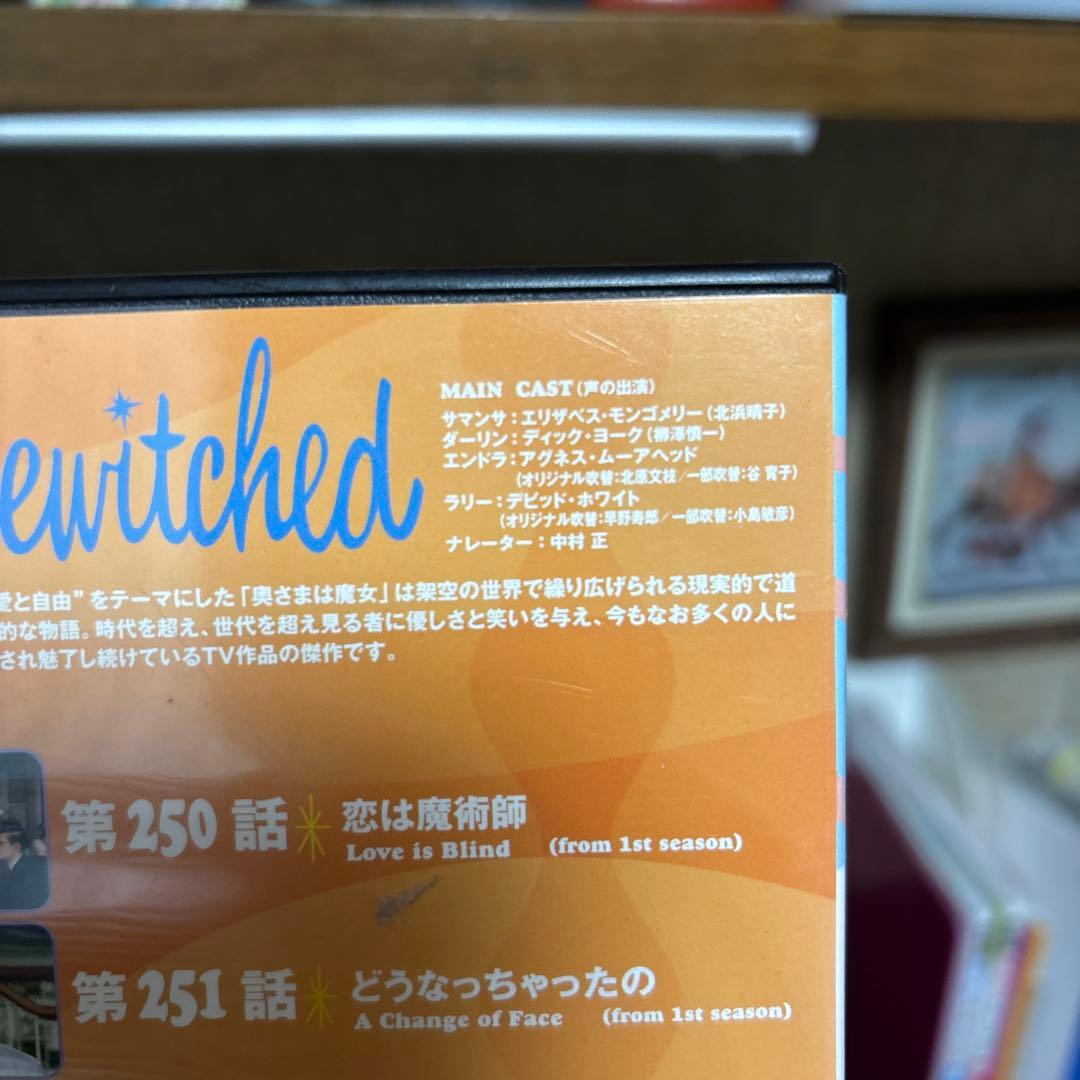 ewitched
MAIN CAST(声の出演)
サマンサ：エリザベス・モンゴメリー(北浜晴子)
ダーリン：ディック・ヨーク(柳澤慎一)
エンドラ：アグネス・ムーアヘッド
(オリジナル吹替：北原文枝/一部吹替：谷 育子)
ラリー：デビッド・ホワイト
(オリジナル吹替：早野寿郎/一部吹替：小島敏彦)
ナレーター：中村 正
愛と自由”をテーマにした「奥さまは魔女」は架空の世界で繰り広げられる現実的で道
的な物語。時代を超え、世代を超え見る者に優しさと笑いを与え、今もなお多くの人に
され魅了し続けているTV作品の傑作です。
第250話 恋は魔術師
Love is Blind (from 1st season)
第251話 どうなっちゃったの
A Change of Face (from 1st season)